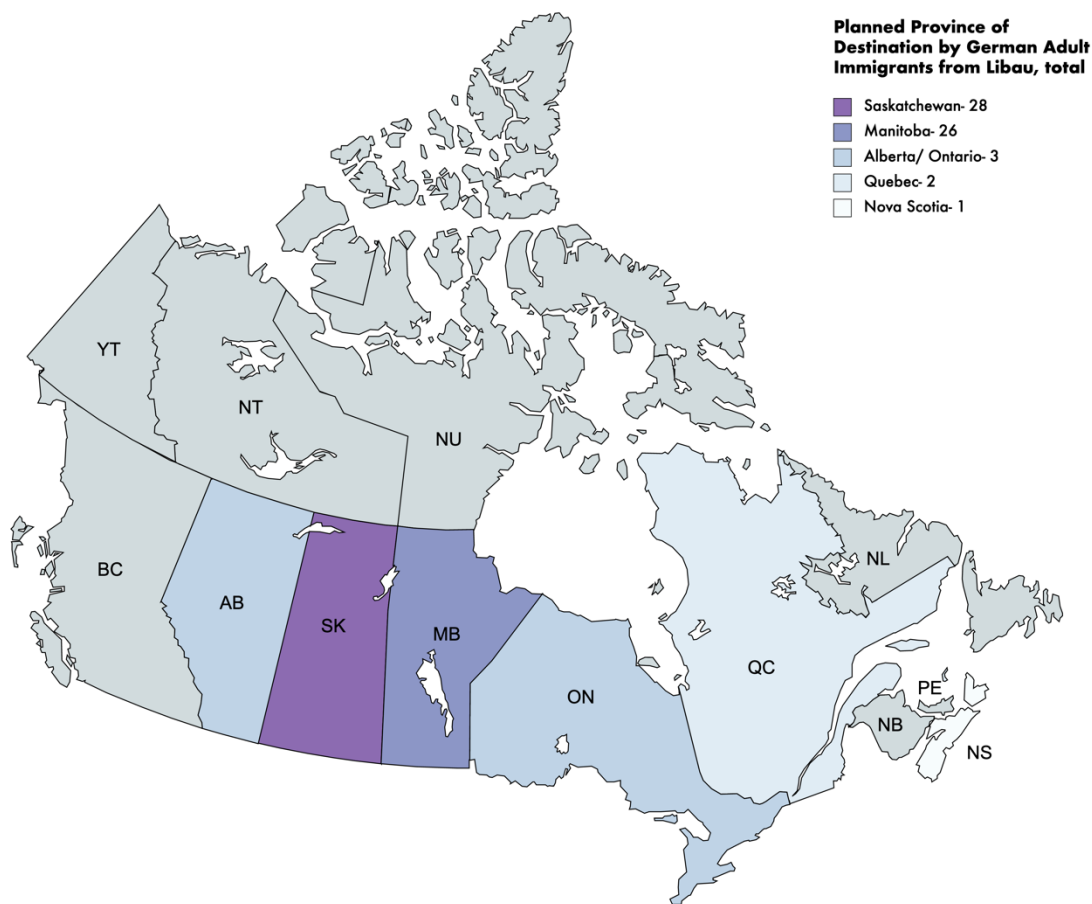 Planned Province of
Destination by German Adult
Immigrants from Libau, total
Saskatchewan- 28
Manitoba- 26
Alberta/ Ontario- 3
Quebec- 2
Nova Scotia- 1
YT
NT
NU
BC
AB
SK
MB
ON
QC
NL
PE
NB
NS